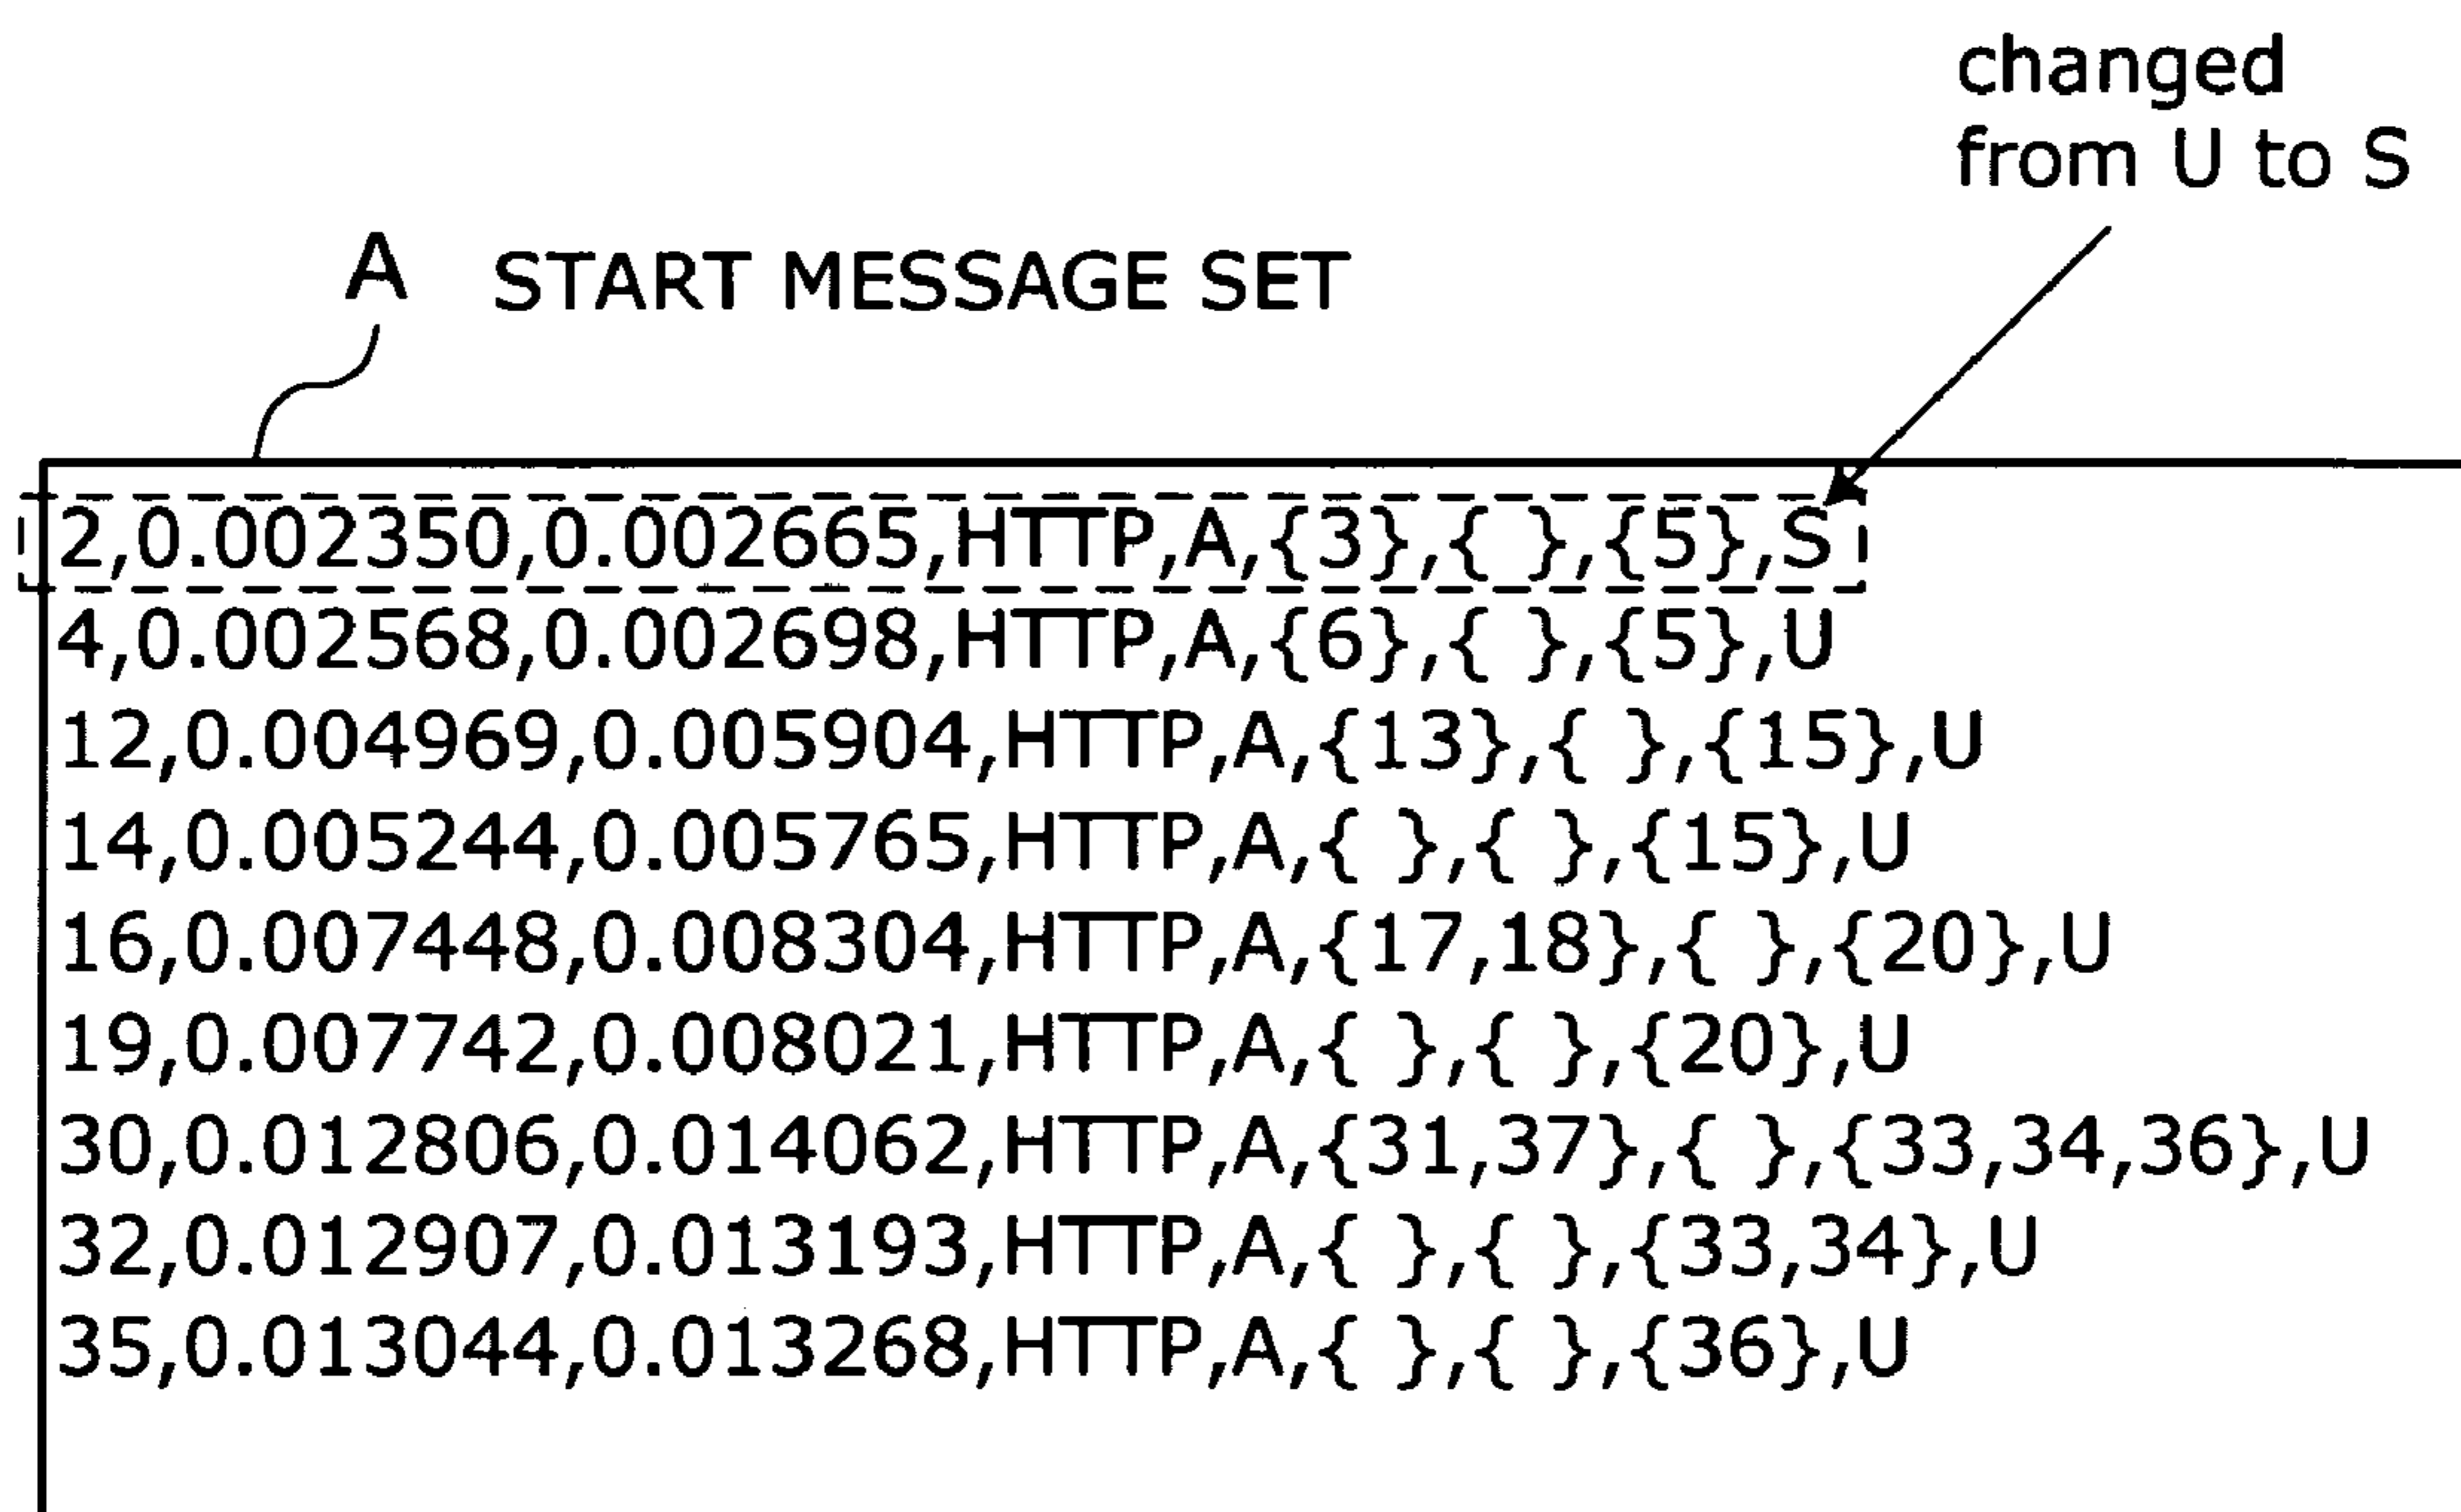 changed
from U to S
A START MESSAGE SET
2,0.002350,0.002665,HTTP,A,{3},{ },{5},S
4,0.002568,0.002698,HTTP,A,{6},{ },{5},U
12,0.004969,0.005904,HTTP,A,{13},{ },{15},U
14,0.005244,0.005765,HTTP,A,{ },{ },{15},U
16,0.007448,0.008304,HTTP,A,{17,18},{ },{20},U
19,0.007742,0.008021,HTTP,A,{ },{ },{20},U
30,0.012806,0.014062,HTTP,A,{31,37},{ },{33,34,36},U
32,0.012907,0.013193,HTTP,A,{ },{ },{33,34},U
35,0.013044,0.013268,HTTP,A,{ },{ },{36},U